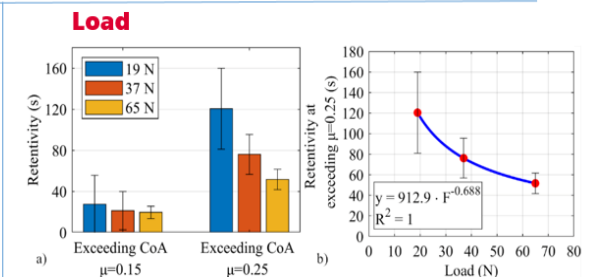 Load
Retentivity (s)
160
120
80
40
0
19 N
37 N
65 N
Exceeding CoA
μ=0.15
Exceeding CoA
μ=0.25
a)
Retentivity at
exceeding μ=0.25 (s)
180
160
140
120
100
80
60
40
20
0
y = 912.9 · F^-0.688
R² = 1
0 10 20 30 40 50 60 70 80
Load (N)
b)